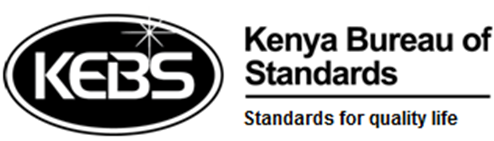 KEBS
Kenya Bureau of
Standards
Standards for quality life